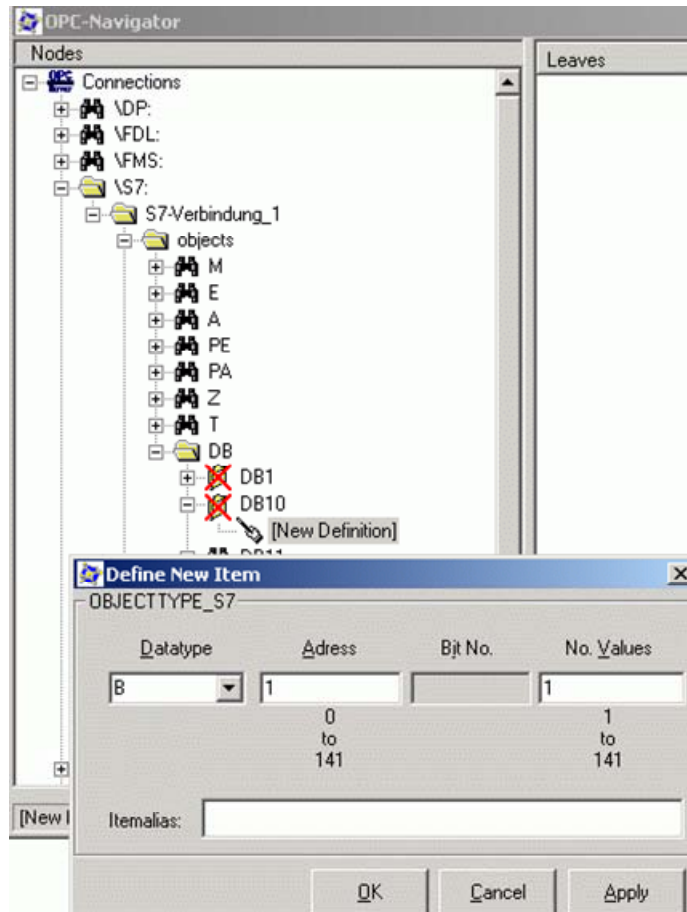 OPC-Navigator
Nodes
Leaves
OPC
Connections
\DP:
\FDL:
\FMS:
\S7:
S7-Verbindung_1
objects
M
E
A
PE
PA
Z
T
DB
DB1
DB10
[New Definition]
DB11
Define New Item
OBJECTTYPE_S7
Datatype Adress Bit No. No. Values
B 1 1
0 1
to to
141 141
[New I
Itemalias:
OK Cancel Apply